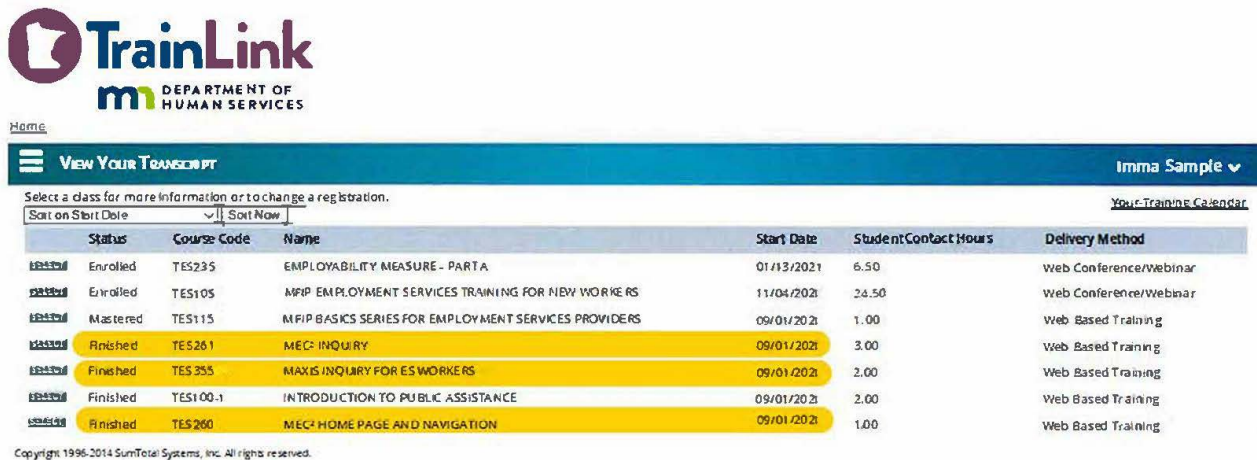 TrainLink
DEPARTMENT OF
HUMAN SERVICES
Home
VIEW YOUR TRANSCRIPT Imma Sample
Select a class for more information or to change a registration. Your Training Calendar
Sort on Start Date Sort Now
Status Course Code Name Start Date Student Contact Hours Delivery Method
Enrolled TES235 EMPLOYABILITY MEASURE - PART A 01/13/2021 6.50 Web Conference/Webinar
Enrolled TES105 MFIP EMPLOYMENT SERVICES TRAINING FOR NEW WORKERS 11/04/2021 24.50 Web Conference/Webinar
Mastered TES115 MFIP BASICS SERIES FOR EMPLOYMENT SERVICES PROVIDERS 09/01/2021 1.00 Web Based Training
Finished TES261 MEC² INQUIRY 09/01/2021 3.00 Web Based Training
Finished TES355 MAXIS INQUIRY FOR ES WORKERS 09/01/2021 2.00 Web Based Training
Finished TES100-1 INTRODUCTION TO PUBLIC ASSISTANCE 09/01/2021 2.00 Web Based Training
Finished TES260 MEC² HOME PAGE AND NAVIGATION 09/01/2021 1.00 Web Based Training
Copyright 1996-2014 SumTotal Systems, Inc. All rights reserved.